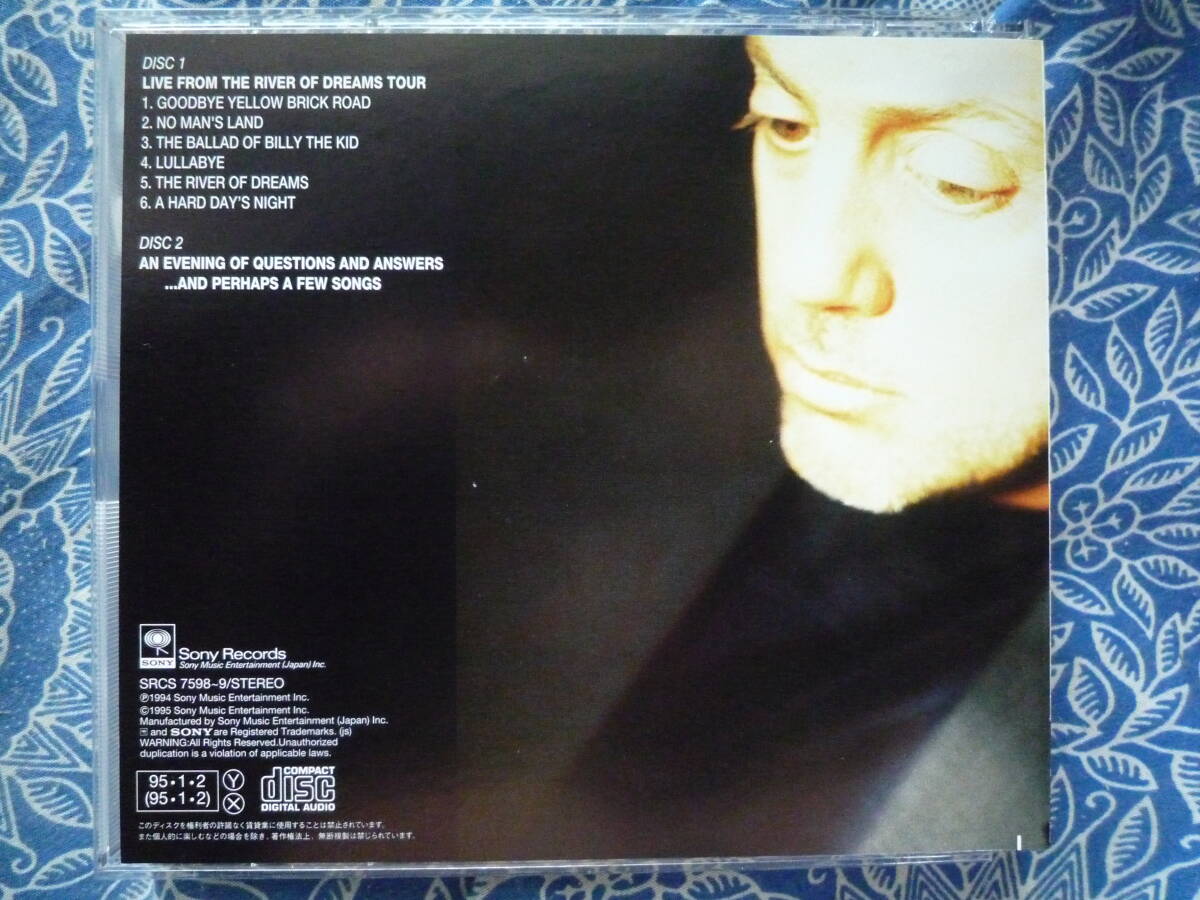 DISC 1
LIVE FROM THE RIVER OF DREAMS TOUR
1. GOODBYE YELLOW BRICK ROAD
2. NO MAN'S LAND
3. THE BALLAD OF BILLY THE KID
4. LULLABYE
5. THE RIVER OF DREAMS
6. A HARD DAY'S NIGHT
DISC 2
AN EVENING OF QUESTIONS AND ANSWERS
...AND PERHAPS A FEW SONGS
SONY
Sony Records
Sony Music Entertainment (Japan) Inc.
SRCS 7598~9/STEREO
℗1994 Sony Music Entertainment Inc.
©1995 Sony Music Entertainment Inc.
Manufactured by Sony Music Entertainment (Japan) Inc.
and SONY are Registered Trademarks. (js)
WARNING:All Rights Reserved.Unauthorized
duplication is a violation of applicable laws.
95・1・2
(95・1・2)
Y
X
COMPACT
disc
DIGITAL AUDIO
このディスクを権利者の許諾なく賃貸業に使用することは禁止されています。
また個人的に楽しむなどの場合を除き、著作権法上、無断複製は禁じられています。